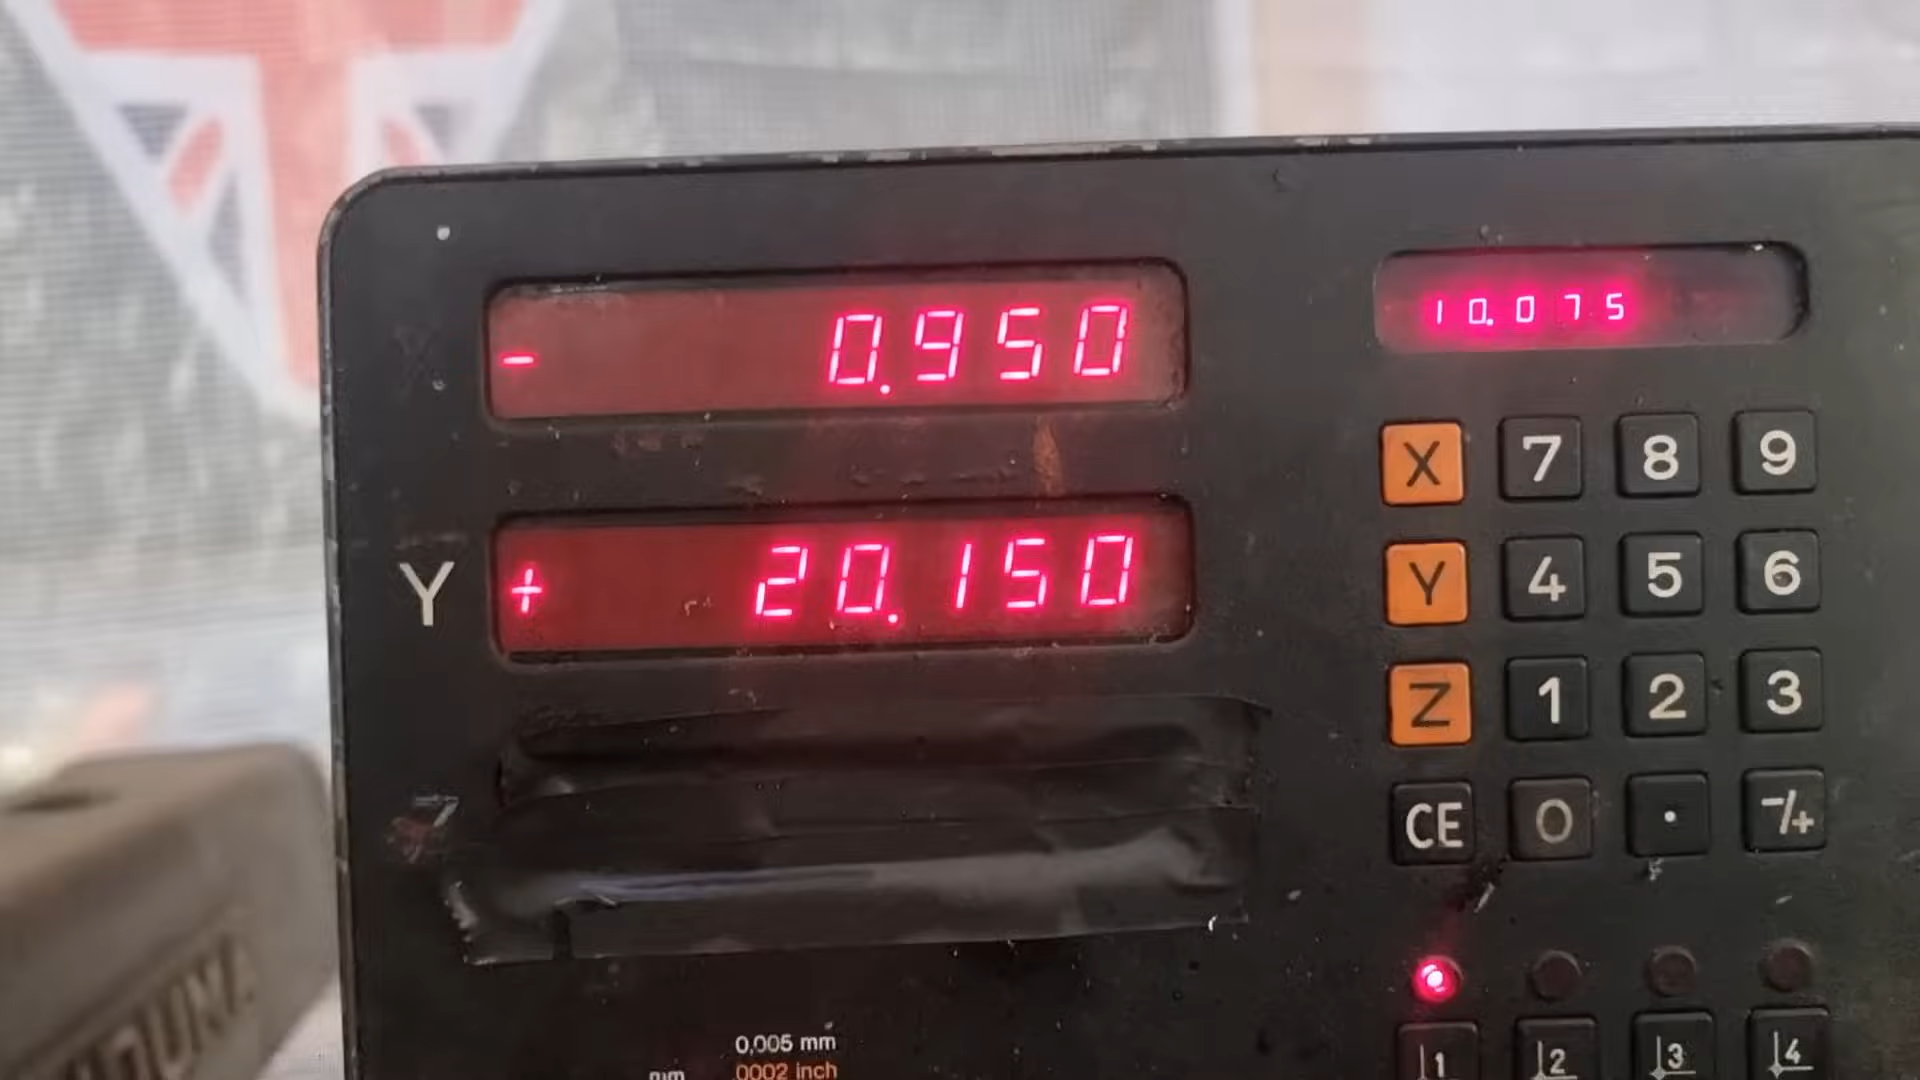 - 0.950
10.075
X 7 8 9
Y + 20.150
Y 4 5 6
Z 1 2 3
CE 0 . -/+
0,005 mm
mm .0002 inch
1 2 3 4